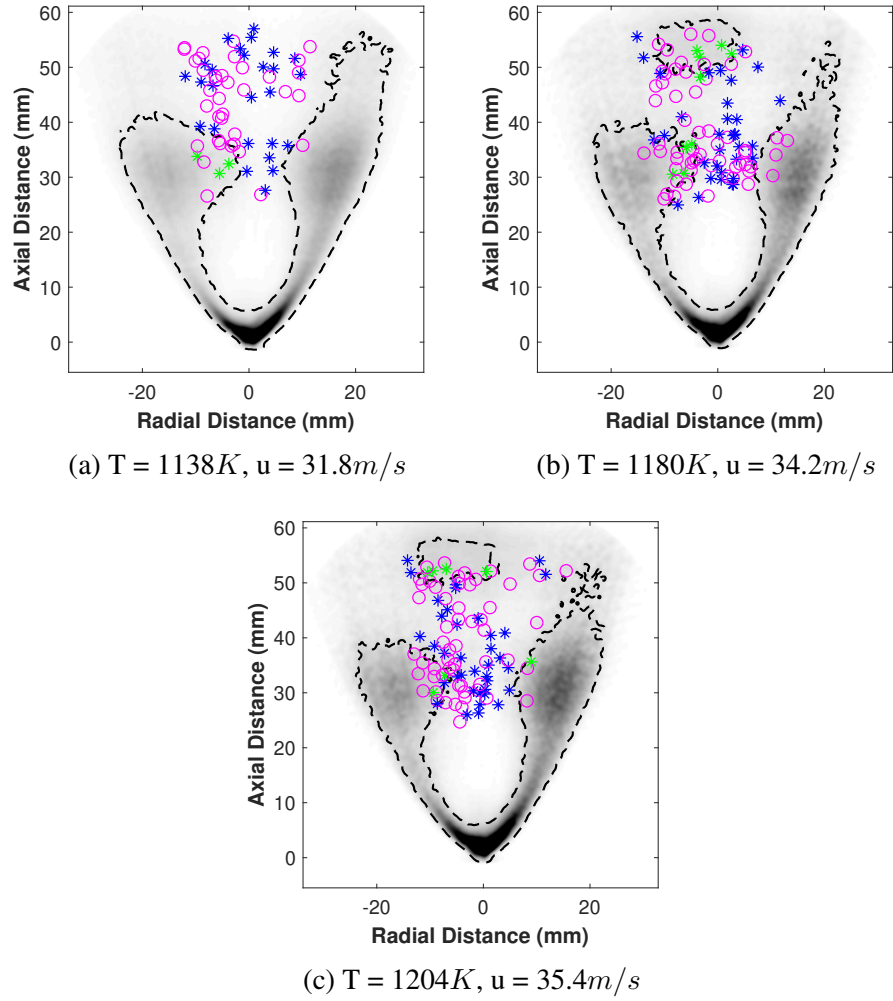 60
50
40
30
20
10
0
Axial Distance (mm)
-20 0 20
Radial Distance (mm)
(a) T = 1138K, u = 31.8m/s
60
50
40
30
20
10
0
Axial Distance (mm)
-20 0 20
Radial Distance (mm)
(b) T = 1180K, u = 34.2m/s
60
50
40
30
20
10
0
Axial Distance (mm)
-20 0 20
Radial Distance (mm)
(c) T = 1204K, u = 35.4m/s